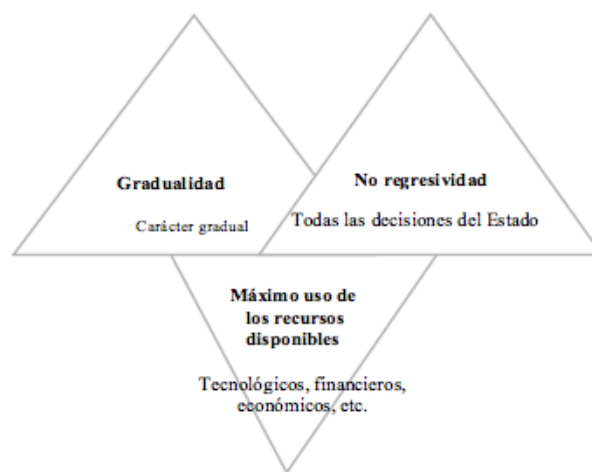 Gradualidad
Carácter gradual
No regresividad
Todas las decisiones del Estado
Máximo uso de
los recursos
disponibles
Tecnológicos, financieros,
económicos, etc.